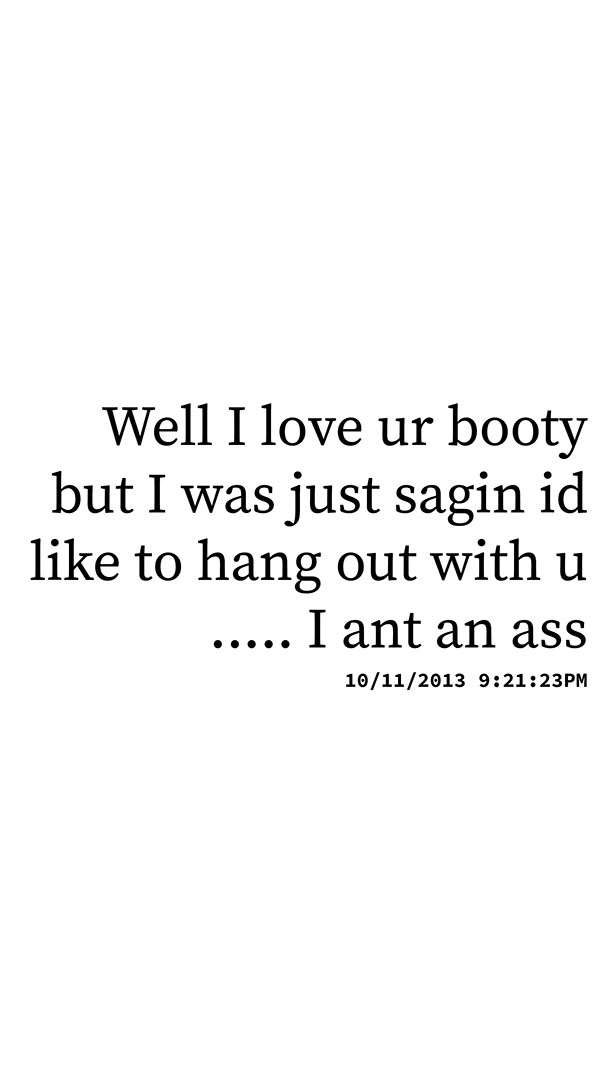 Well I love ur booty
but I was just sagin id
like to hang out with u
..... I ant an ass
10/11/2013 9:21:23PM